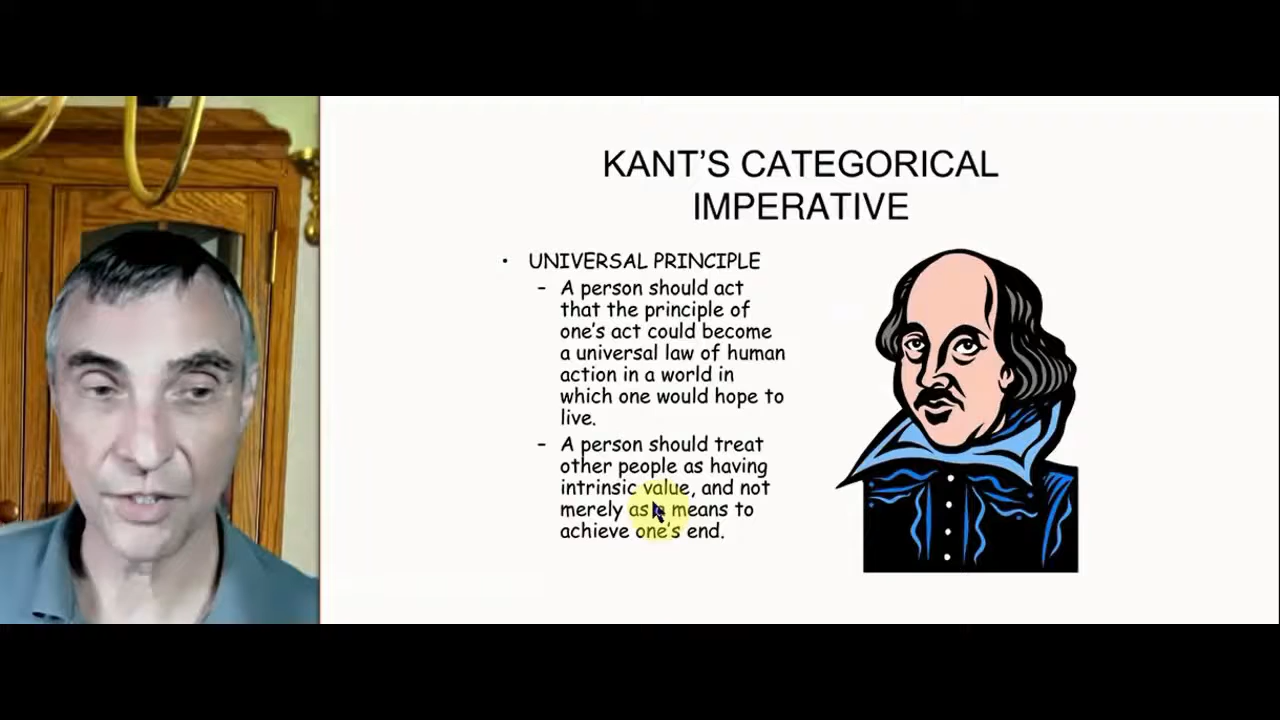 KANT'S CATEGORICAL
IMPERATIVE
• UNIVERSAL PRINCIPLE
– A person should act
that the principle of
one's act could become
a universal law of human
action in a world in
which one would hope to
live.
– A person should treat
other people as having
intrinsic value, and not
merely as a means to
achieve one's end.